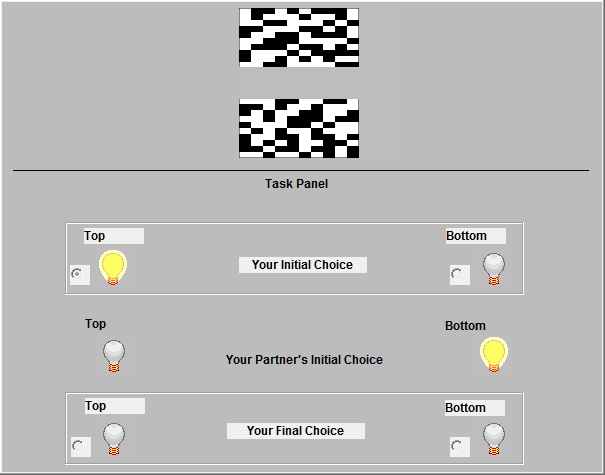 Task Panel
Top
Bottom
Your Initial Choice
Top
Bottom
Your Partner's Initial Choice
Top
Bottom
Your Final Choice